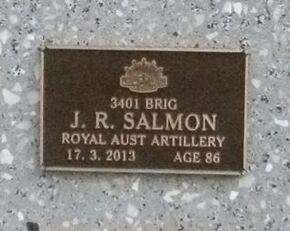 3401 BRIG
J. R. SALMON
ROYAL AUST ARTILLERY
17. 3. 2013 AGE 86